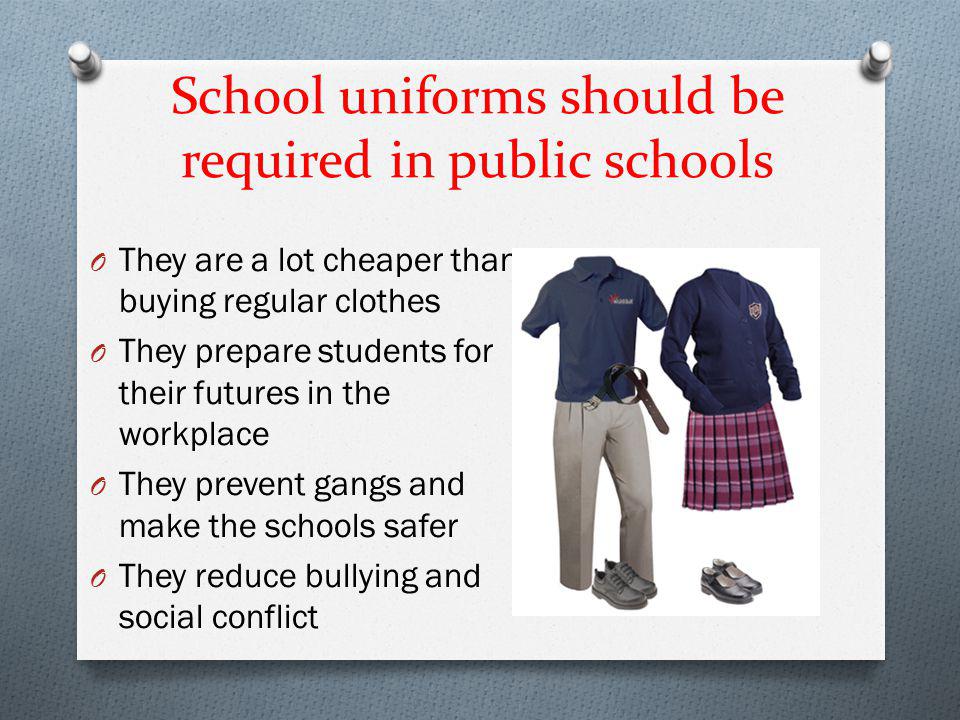 School uniforms should be
required in public schools
They are a lot cheaper than
buying regular clothes
They prepare students for
their futures in the
workplace
They prevent gangs and
make the schools safer
They reduce bullying and
social conflict